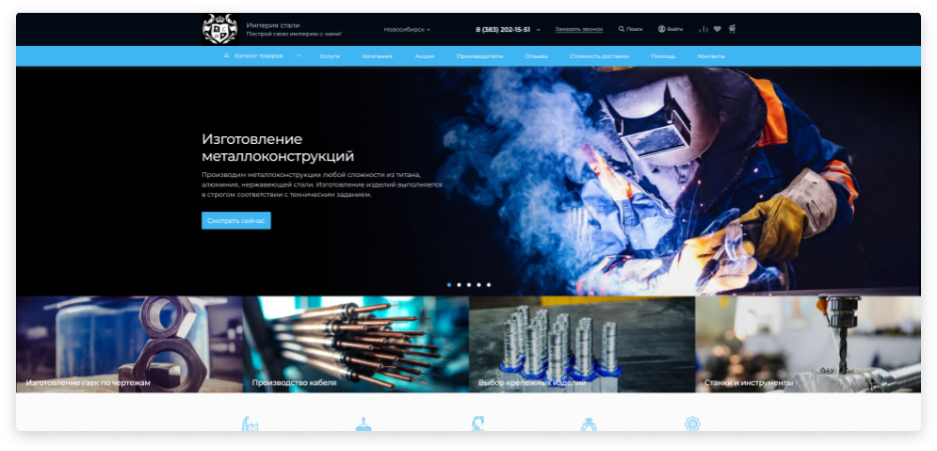 Империя стали
Построй свою империю с нами!
Новосибирск
8 (383) 202-15-51
Заказать звонок
Поиск
Войти
Каталог товаров
Услуги
Компания
Акции
Производители
Отзывы
Стоимость доставки
Помощь
Контакты
Изготовление
металлоконструкций
Производим металлоконструкции любой сложности из титана,
алюминия, нержавеющей стали. Изготовление изделий выполняется
в строгом соответствии с техническим заданием.
Смотреть сейчас
Изготовление гаек по чертежам
Производство кабеля
Выбор крепежных изделий
Станки и инструменты